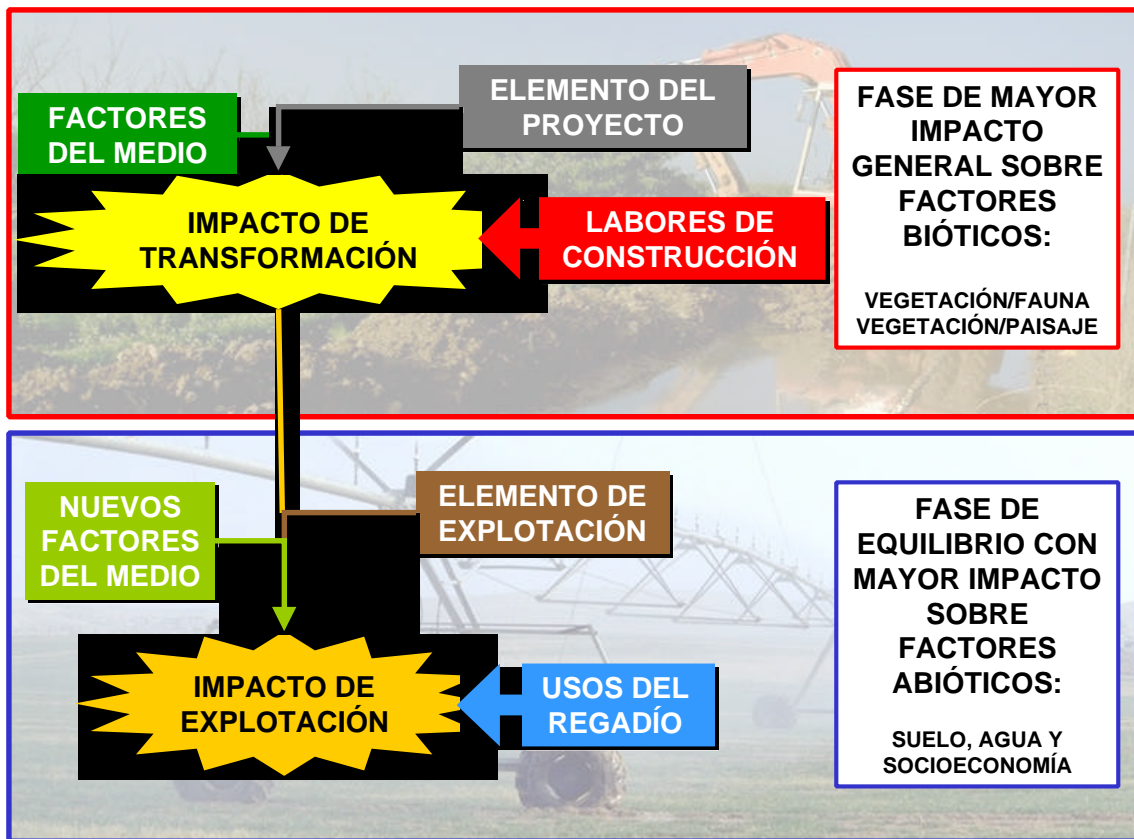 FACTORES
DEL MEDIO
ELEMENTO DEL
PROYECTO
IMPACTO DE
TRANSFORMACIÓN
LABORES DE
CONSTRUCCIÓN
FASE DE MAYOR
IMPACTO
GENERAL SOBRE
FACTORES
BIÓTICOS:
VEGETACIÓN/FAUNA
VEGETACIÓN/PAISAJE
NUEVOS
FACTORES
DEL MEDIO
ELEMENTO DE
EXPLOTACIÓN
IMPACTO DE
EXPLOTACIÓN
USOS DEL
REGADÍO
FASE DE
EQUILIBRIO CON
MAYOR IMPACTO
SOBRE
FACTORES
ABIÓTICOS:
SUELO, AGUA Y
SOCIOECONOMÍA